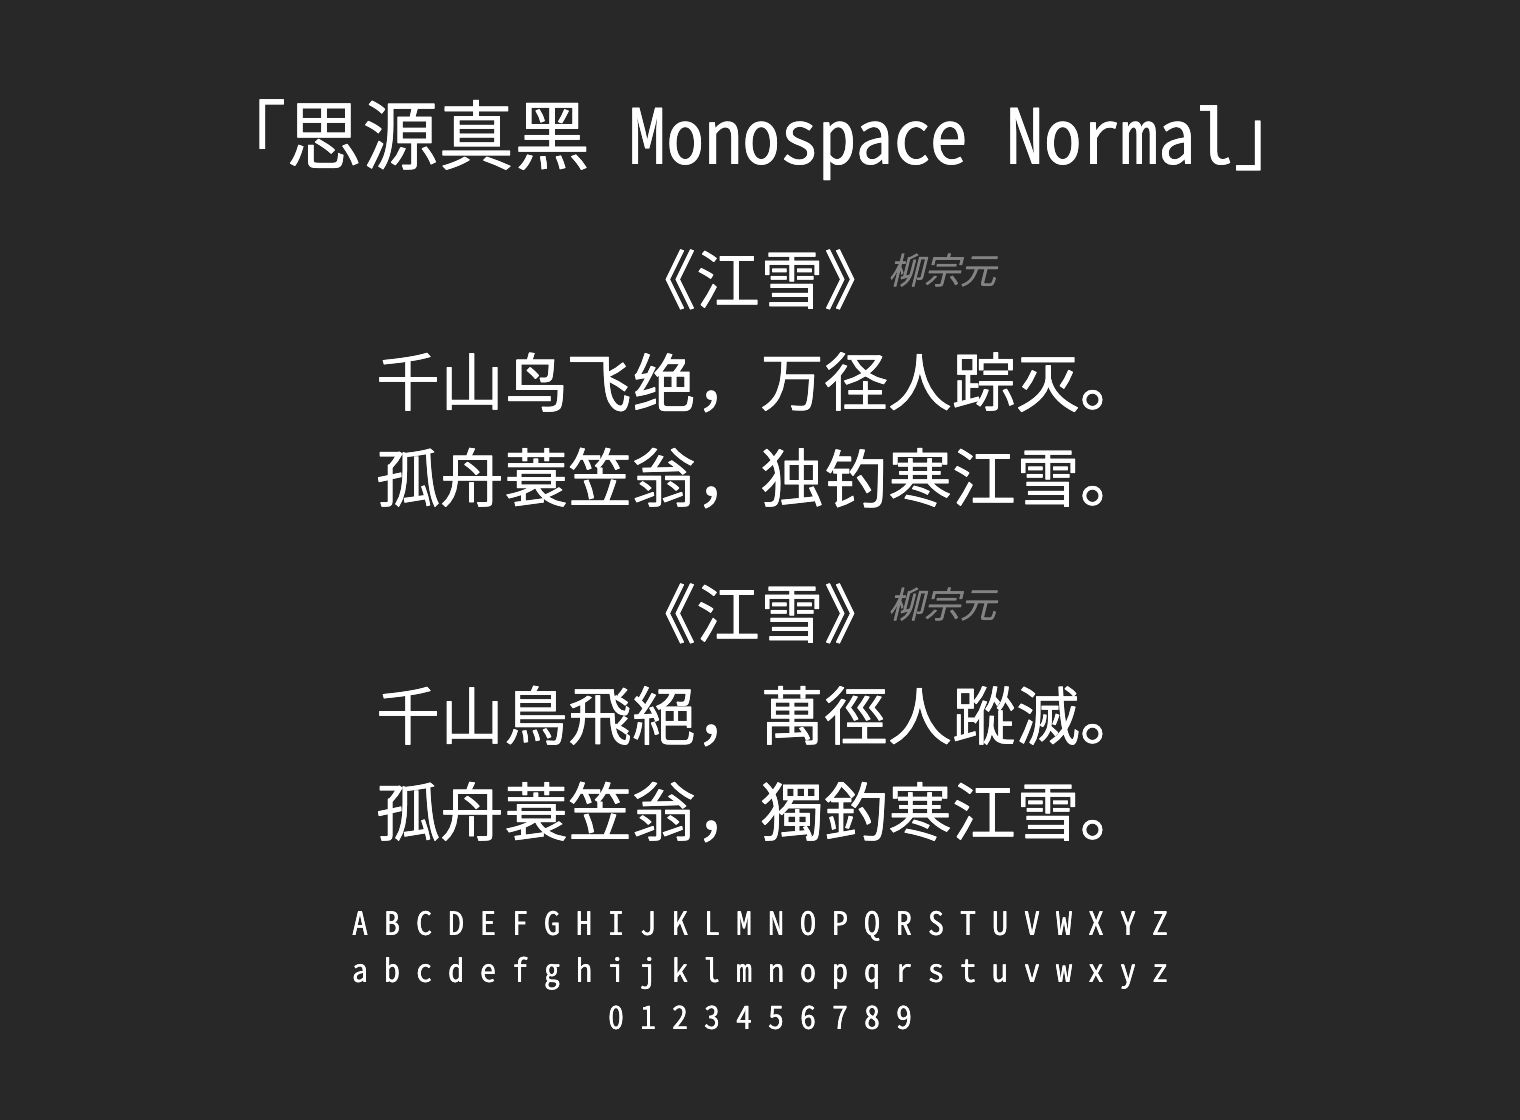 「思源真黑 Monospace Normal」
《江雪》 柳宗元
千山鸟飞绝，万径人踪灭。
孤舟蓑笠翁，独钓寒江雪。
《江雪》 柳宗元
千山鳥飛絕，萬徑人蹤滅。
孤舟蓑笠翁，獨釣寒江雪。
A B C D E F G H I J K L M N O P Q R S T U V W X Y Z
a b c d e f g h i j k l m n o p q r s t u v w x y z
0 1 2 3 4 5 6 7 8 9